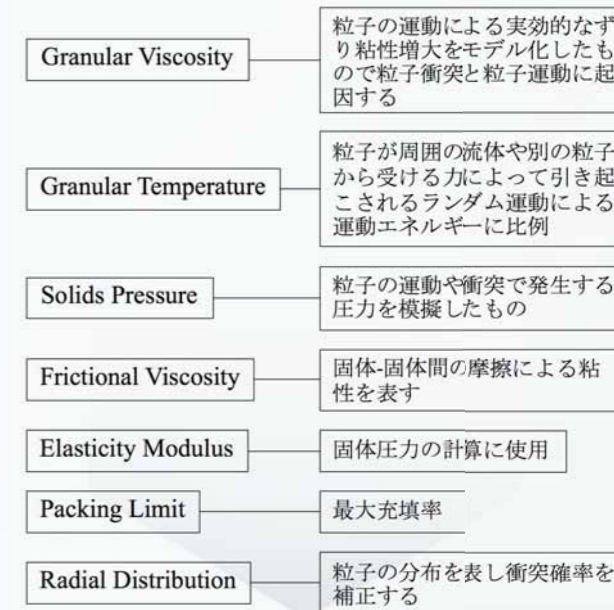 Granular Viscosity
粒子の運動による実効的なず
り粘性増大をモデル化したも
ので粒子衝突と粒子運動に起
因する
Granular Temperature
粒子が周囲の流体や別の粒子
から受ける力によって引き起
こされるランダム運動による
運動エネルギーに比例
Solids Pressure
粒子の運動や衝突で発生する
圧力を模擬したもの
Frictional Viscosity
固体-固体間の摩擦による粘
性を表す
Elasticity Modulus
固体圧力の計算に使用
Packing Limit
最大充填率
Radial Distribution
粒子の分布を表し衝突確率を
補正する